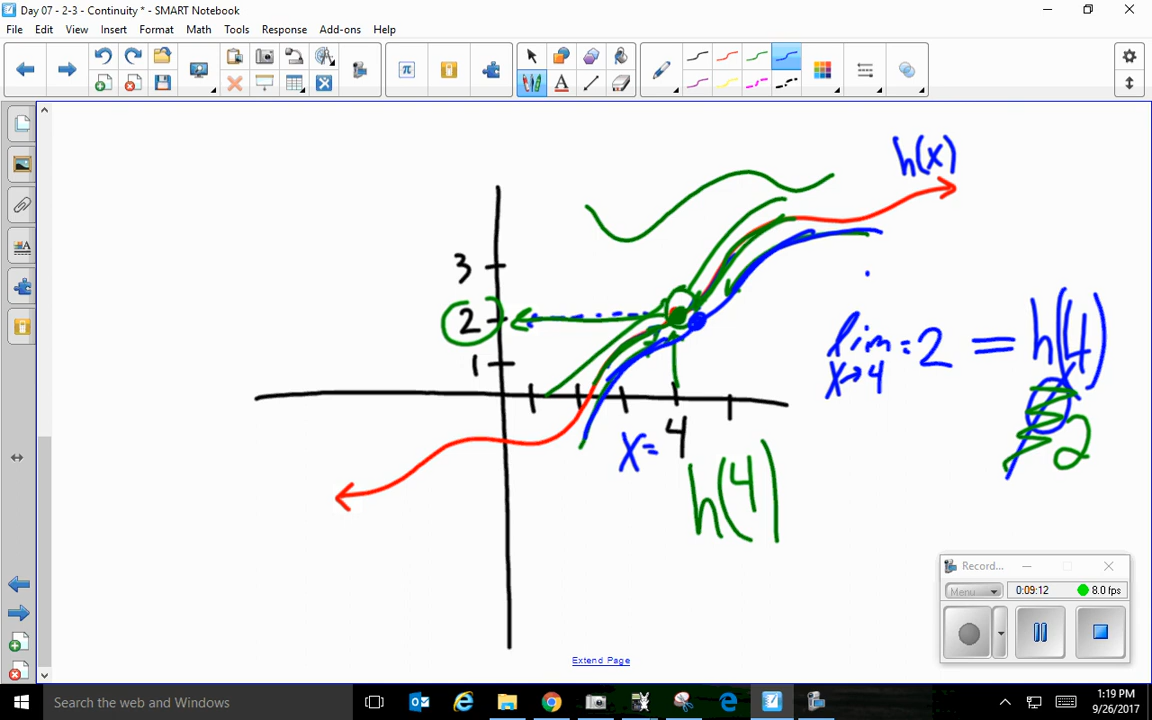 Day 07 - 2-3 - Continuity * - SMART Notebook
File Edit View Insert Format Math Tools Response Add-ons Help
h(x)
3
2
1
lim = 2 = h(4)
x→4
2
x= 4
h(4)
Record...
Menu 0:09:12 8.0 fps
Extend Page
Search the web and Windows
1:19 PM
9/26/2017